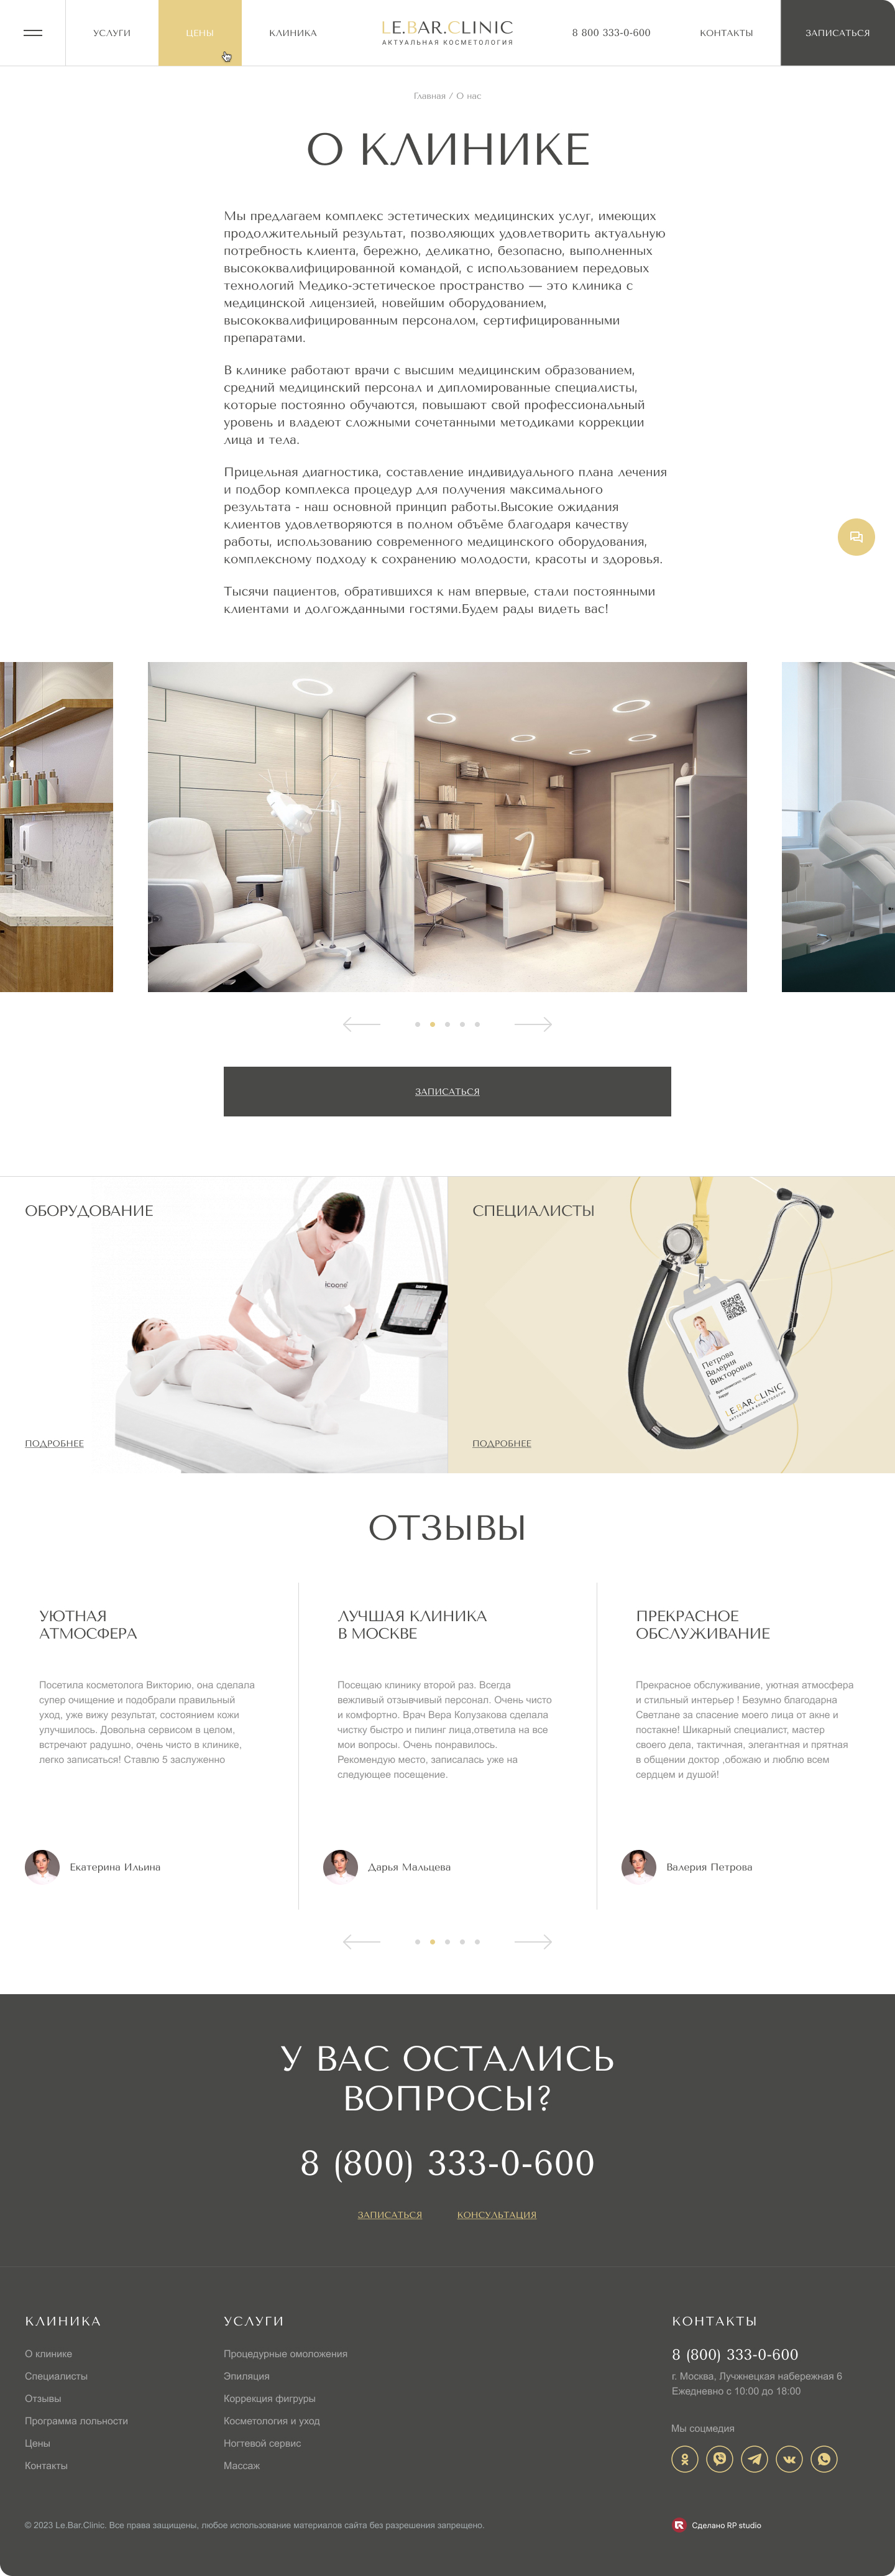 УСЛУГИ
ЦЕНЫ
КЛИНИКА
LE.BAR.CLINIC
АКТУАЛЬНАЯ КОСМЕТОЛОГИЯ
8 800 333-0-600
КОНТАКТЫ
ЗАПИСАТЬСЯ
Главная / О нас
О КЛИНИКЕ
Мы предлагаем комплекс эстетических медицинских услуг, имеющих
продолжительный результат, позволяющих удовлетворить актуальную
потребность клиента, бережно, деликатно, безопасно, выполненных
высококвалифицированной командой, с использованием передовых
технологий Медико-эстетическое пространство — это клиника с
медицинской лицензией, новейшим оборудованием,
высококвалифицированным персоналом, сертифицированными
препаратами.
В клинике работают врачи с высшим медицинским образованием,
средний медицинский персонал и дипломированные специалисты,
которые постоянно обучаются, повышают свой профессиональный
уровень и владеют сложными сочетанными методиками коррекции
лица и тела.
Прицельная диагностика, составление индивидуального плана лечения
и подбор комплекса процедур для получения максимального
результата - наш основной принцип работы.Высокие ожидания
клиентов удовлетворяются в полном объёме благодаря качеству
работы, использованию современного медицинского оборудования,
комплексному подходу к сохранению молодости, красоты и здоровья.
Тысячи пациентов, обратившихся к нам впервые, стали постоянными
клиентами и долгожданными гостями.Будем рады видеть вас!
ЗАПИСАТЬСЯ
ОБОРУДОВАНИЕ
icoone
ПОДРОБНЕЕ
СПЕЦИАЛИСТЫ
Петрова
Валерия
Викторовна
LE.BAR.CLINIC
АКТУАЛЬНАЯ КОСМЕТОЛОГИЯ
ПОДРОБНЕЕ
ОТЗЫВЫ
УЮТНАЯ
АТМОСФЕРА
Посетила косметолога Викторию, она сделала
супер очищение и подобрали правильный
уход, уже вижу результат, состоянием кожи
улучшилось. Довольна сервисом в целом,
встречают радушно, очень чисто в клинике,
легко записаться! Ставлю 5 заслуженно
Екатерина Ильина
ЛУЧШАЯ КЛИНИКА
В МОСКВЕ
Посещаю клинику второй раз. Всегда
вежливый отзывчивый персонал. Очень чисто
и комфортно. Врач Вера Колузакова сделала
чистку быстро и пилинг лица,ответила на все
мои вопросы. Очень понравилось.
Рекомендую место, записалась уже на
следующее посещение.
Дарья Мальцева
ПРЕКРАСНОЕ
ОБСЛУЖИВАНИЕ
Прекрасное обслуживание, уютная атмосфера
и стильный интерьер ! Безумно благодарна
Светлане за спасение моего лица от акне и
постакне! Шикарный специалист, мастер
своего дела, тактичная, элегантная и прятная
в общении доктор ,обожаю и люблю всем
сердцем и душой!
Валерия Петрова
У ВАС ОСТАЛИСЬ
ВОПРОСЫ?
8 (800) 333-0-600
ЗАПИСАТЬСЯ
КОНСУЛЬТАЦИЯ
КЛИНИКА
О клинике
Специалисты
Отзывы
Программа лольности
Цены
Контакты
УСЛУГИ
Процедурные омоложения
Эпиляция
Коррекция фигруры
Косметология и уход
Ногтевой сервис
Массаж
КОНТАКТЫ
8 (800) 333-0-600
г. Москва, Лучжнецкая набережная 6
Ежедневно с 10:00 до 18:00
Мы соцмедия
© 2023 Le.Bar.Clinic. Все права защищены, любое использование материалов сайта без разрешения запрещено.
Сделано RP studio